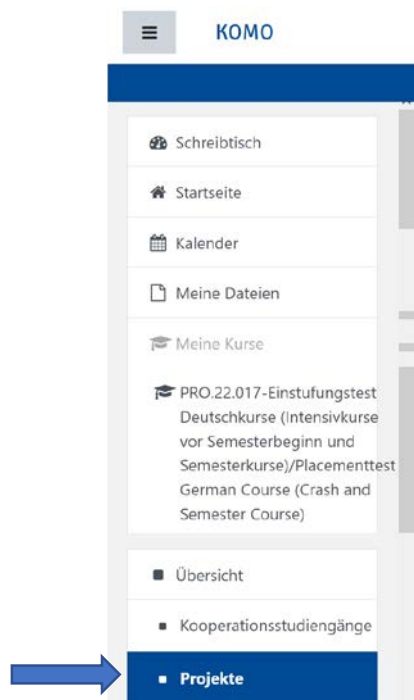 KOMO
Schreibtisch
Startseite
Kalender
Meine Dateien
Meine Kurse
PRO.22.017-Einstufungstest
Deutschkurse (Intensivkurse
vor Semesterbeginn und
Semesterkurse)/Placementtest
German Course (Crash and
Semester Course)
Übersicht
Kooperationsstudiengänge
Projekte